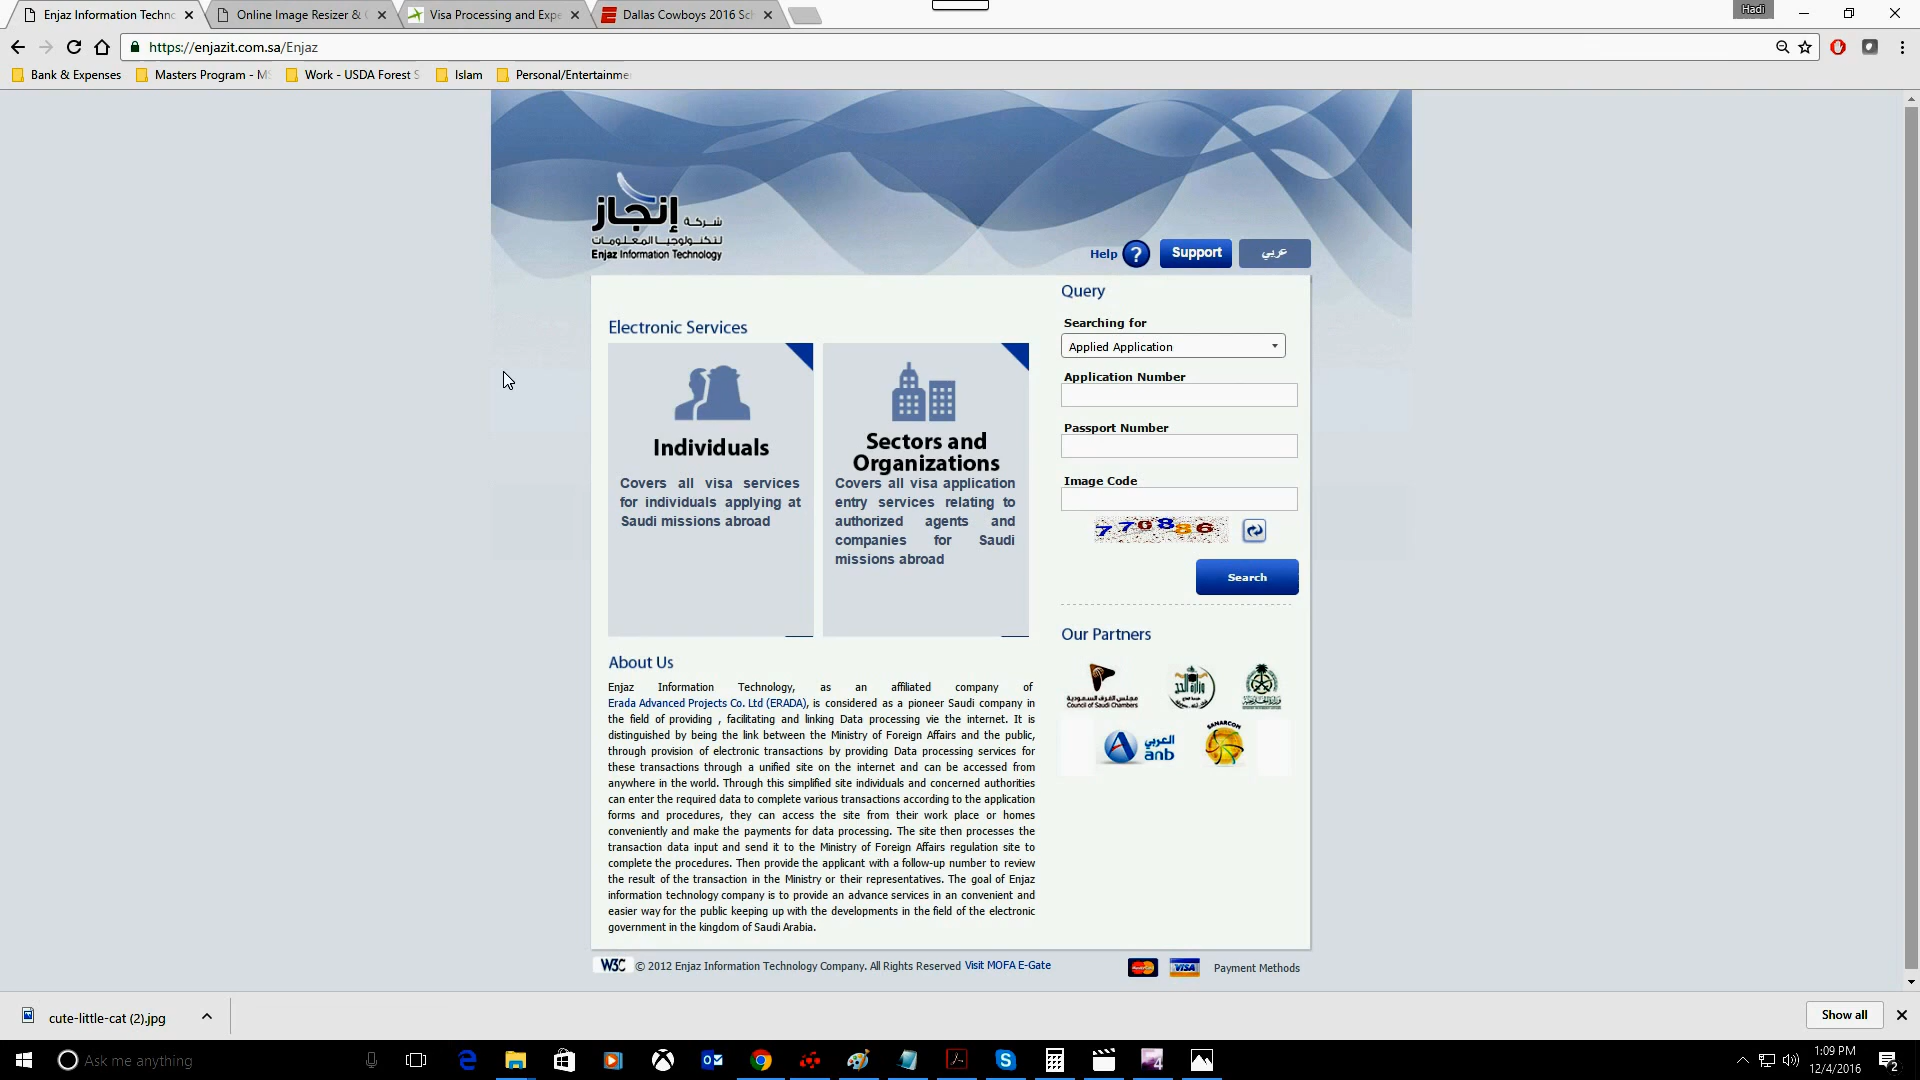 Enjaz Information Techno
Online Image Resizer &
Visa Processing and Expe
Dallas Cowboys 2016 Sch
Hadi
https://enjazit.com.sa/Enjaz
Bank & Expenses
Masters Program - MS
Work - USDA Forest S
Islam
Personal/Entertainme
إنجاز شركة
لتكنولوجيا المعلومات
Enjaz Information Technology
Help
?
Support
عربي
Electronic Services
Individuals
Covers all visa services
for individuals applying at
Saudi missions abroad
Sectors and
Organizations
Covers all visa application
entry services relating to
authorized agents and
companies for Saudi
missions abroad
Query
Searching for
Applied Application
Application Number
Passport Number
Image Code
770886
Search
Our Partners
مجلس الغرف السعودية
Council of Saudi Chambers
وزارة الحج
العربي
anb
SANARCOM
About Us
Enjaz Information Technology, as an affiliated company of
Erada Advanced Projects Co. Ltd (ERADA), is considered as a pioneer Saudi company in
the field of providing , facilitating and linking Data processing vie the internet. It is
distinguished by being the link between the Ministry of Foreign Affairs and the public,
through provision of electronic transactions by providing Data processing services for
these transactions through a unified site on the internet and can be accessed from
anywhere in the world. Through this simplified site individuals and concerned authorities
can enter the required data to complete various transactions according to the application
forms and procedures, they can access the site from their work place or homes
conveniently and make the payments for data processing. The site then processes the
transaction data input and send it to the Ministry of Foreign Affairs regulation site to
complete the procedures. Then provide the applicant with a follow-up number to review
the result of the transaction in the Ministry or their representatives. The goal of Enjaz
information technology company is to provide an advance services in an convenient and
easier way for the public keeping up with the developments in the field of the electronic
government in the kingdom of Saudi Arabia.
W3C © 2012 Enjaz Information Technology Company. All Rights Reserved Visit MOFA E-Gate
MasterCard VISA Payment Methods
cute-little-cat (2).jpg
Show all
Ask me anything
1:09 PM
12/4/2016
2